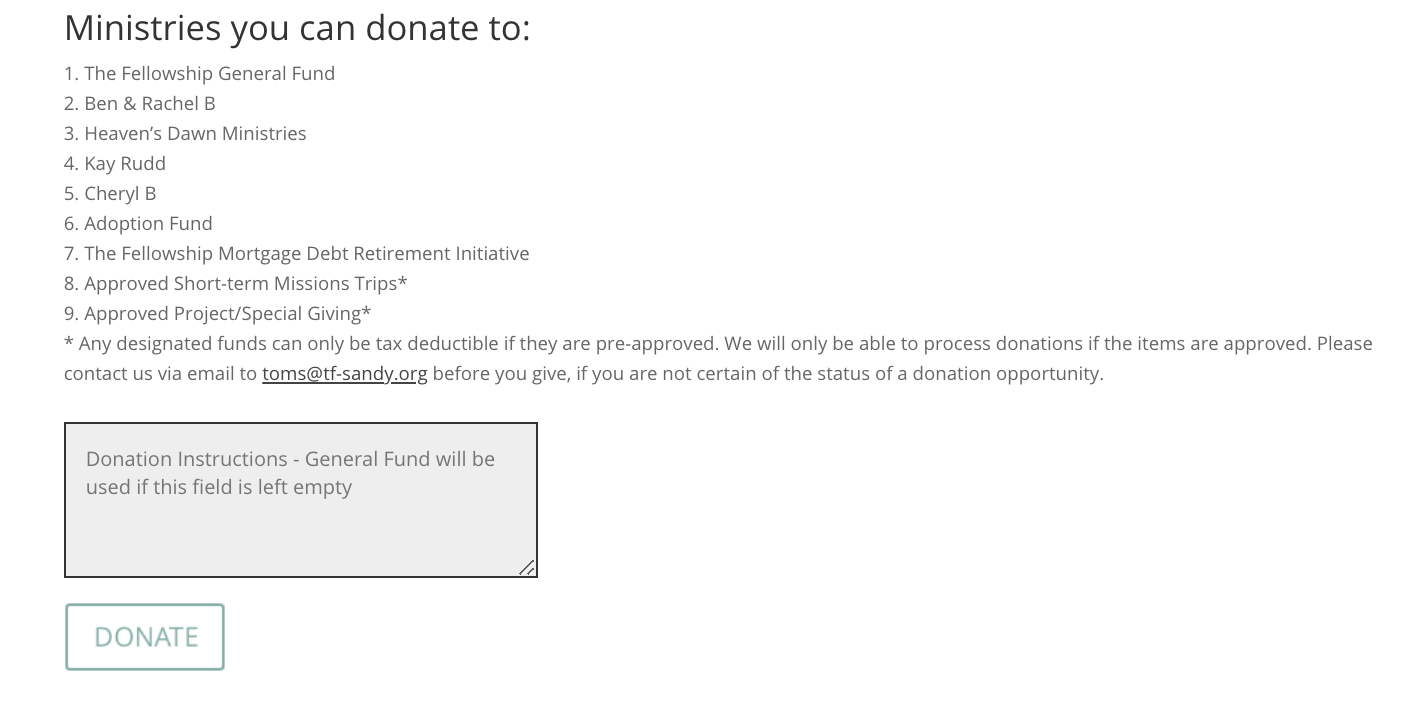 Ministries you can donate to:
1. The Fellowship General Fund
2. Ben & Rachel B
3. Heaven’s Dawn Ministries
4. Kay Rudd
5. Cheryl B
6. Adoption Fund
7. The Fellowship Mortgage Debt Retirement Initiative
8. Approved Short-term Missions Trips*
9. Approved Project/Special Giving*
* Any designated funds can only be tax deductible if they are pre-approved. We will only be able to process donations if the items are approved. Please
contact us via email to toms@tf-sandy.org before you give, if you are not certain of the status of a donation opportunity.
Donation Instructions - General Fund will be
used if this field is left empty
DONATE